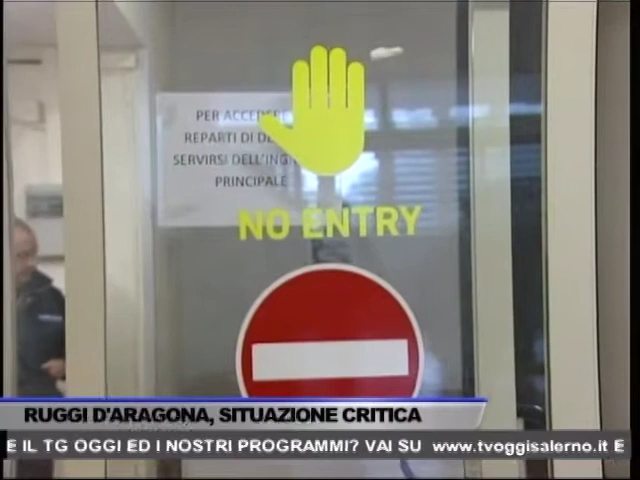 PER ACCEDERE
REPARTI DI DE
SERVIRSI DELL'ING
PRINCIPALE
NO ENTRY
RUGGI D'ARAGONA, SITUAZIONE CRITICA
E IL TG OGGI ED I NOSTRI PROGRAMMI? VAI SU www.tvoggisalerno.it E